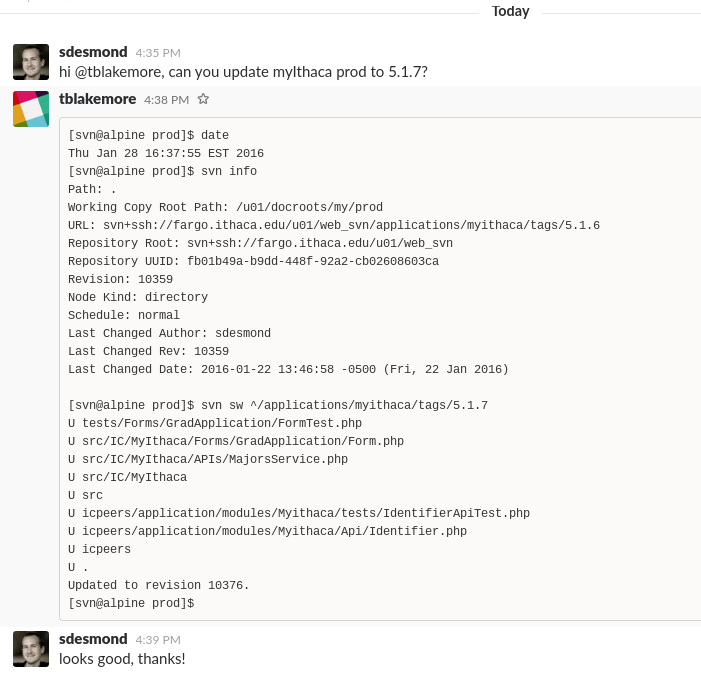 Today
sdesmond 4:35 PM
hi @tblakemore, can you update myIthaca prod to 5.1.7?
tblakemore 4:38 PM
[svn@alpine prod]$ date
Thu Jan 28 16:37:55 EST 2016
[svn@alpine prod]$ svn info
Path: .
Working Copy Root Path: /u01/docroots/my/prod
URL: svn+ssh://fargo.ithaca.edu/u01/web_svn/applications/myithaca/tags/5.1.6
Repository Root: svn+ssh://fargo.ithaca.edu/u01/web_svn
Repository UUID: fb01b49a-b9dd-448f-92a2-cb02608603ca
Revision: 10359
Node Kind: directory
Schedule: normal
Last Changed Author: sdesmond
Last Changed Rev: 10359
Last Changed Date: 2016-01-22 13:46:58 -0500 (Fri, 22 Jan 2016)
[svn@alpine prod]$ svn sw ^/applications/myithaca/tags/5.1.7
U tests/Forms/GradApplication/FormTest.php
U src/IC/MyIthaca/Forms/GradApplication/Form.php
U src/IC/MyIthaca/APIs/MajorsService.php
U src/IC/MyIthaca
U src
U icpeers/application/modules/Myithaca/tests/IdentifierApiTest.php
U icpeers/application/modules/Myithaca/Api/Identifier.php
U icpeers
U .
Updated to revision 10376.
[svn@alpine prod]$
sdesmond 4:39 PM
looks good, thanks!